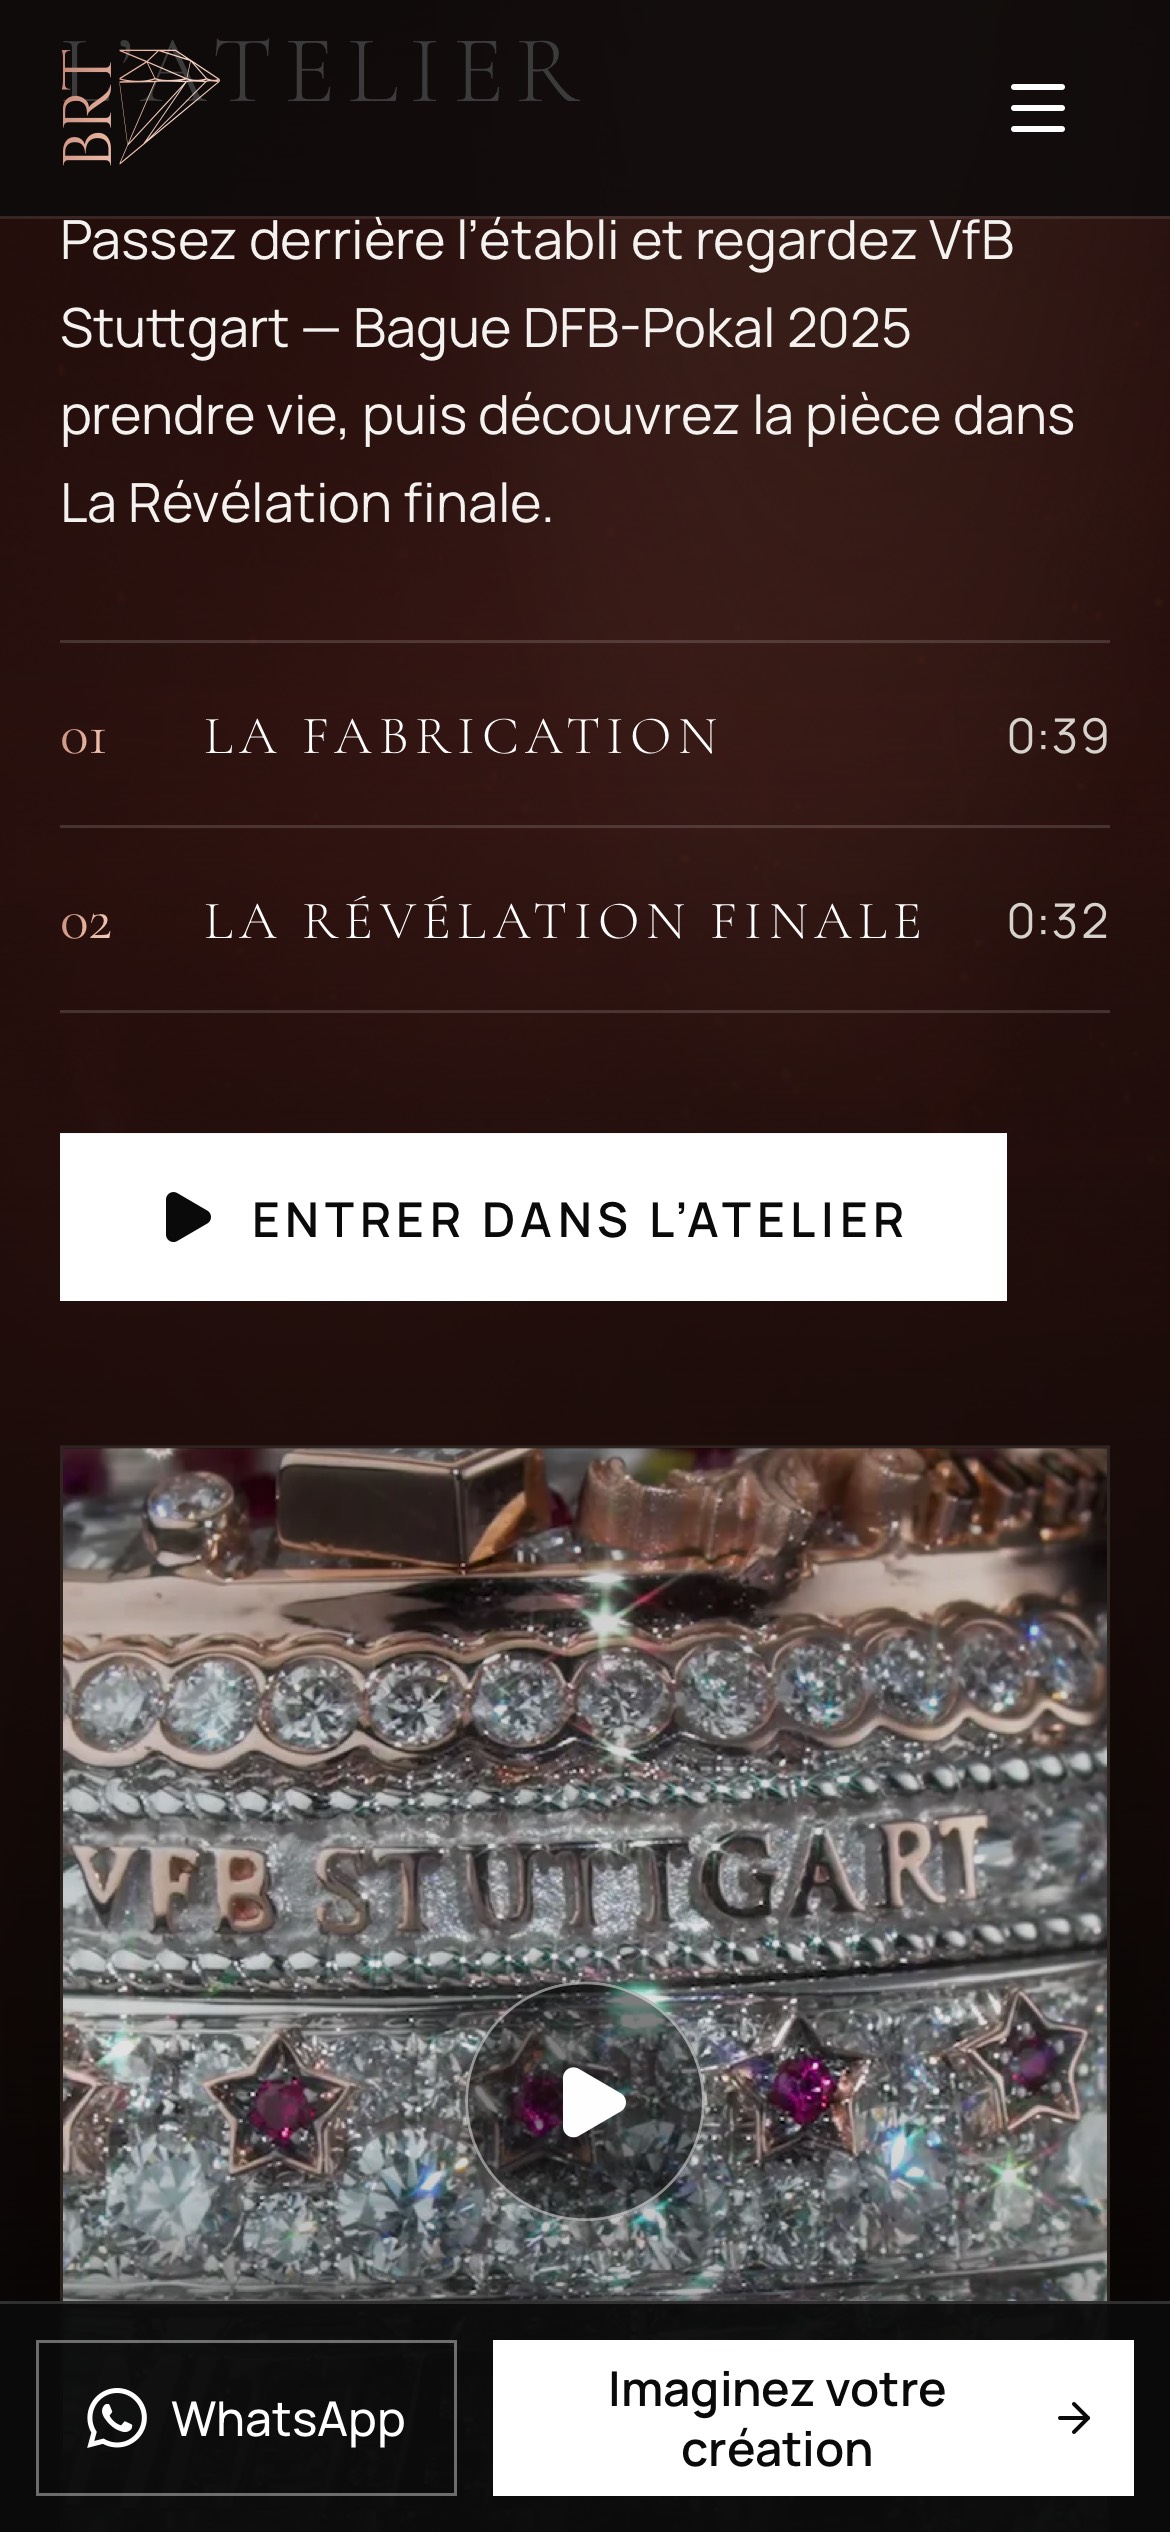 L’ATELIER
BRT
Passez derrière l’établi et regardez VfB
Stuttgart — Bague DFB-Pokal 2025
prendre vie, puis découvrez la pièce dans
La Révélation finale.
01 LA FABRICATION 0:39
02 LA RÉVÉLATION FINALE 0:32
ENTRER DANS L’ATELIER
VFB STUTTGART
WhatsApp
Imaginez votre
création